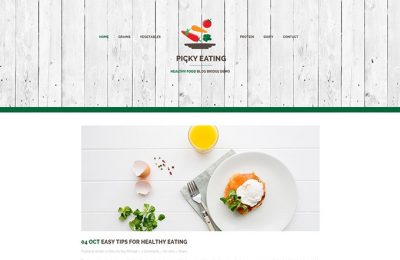 HOME GRAINS VEGETABLES PROTEIN DAIRY CONTACT
PICKY EATING
HEALTHY FOOD BLOG BRIDGE DEMO
04 OCT EASY TIPS FOR HEALTHY EATING